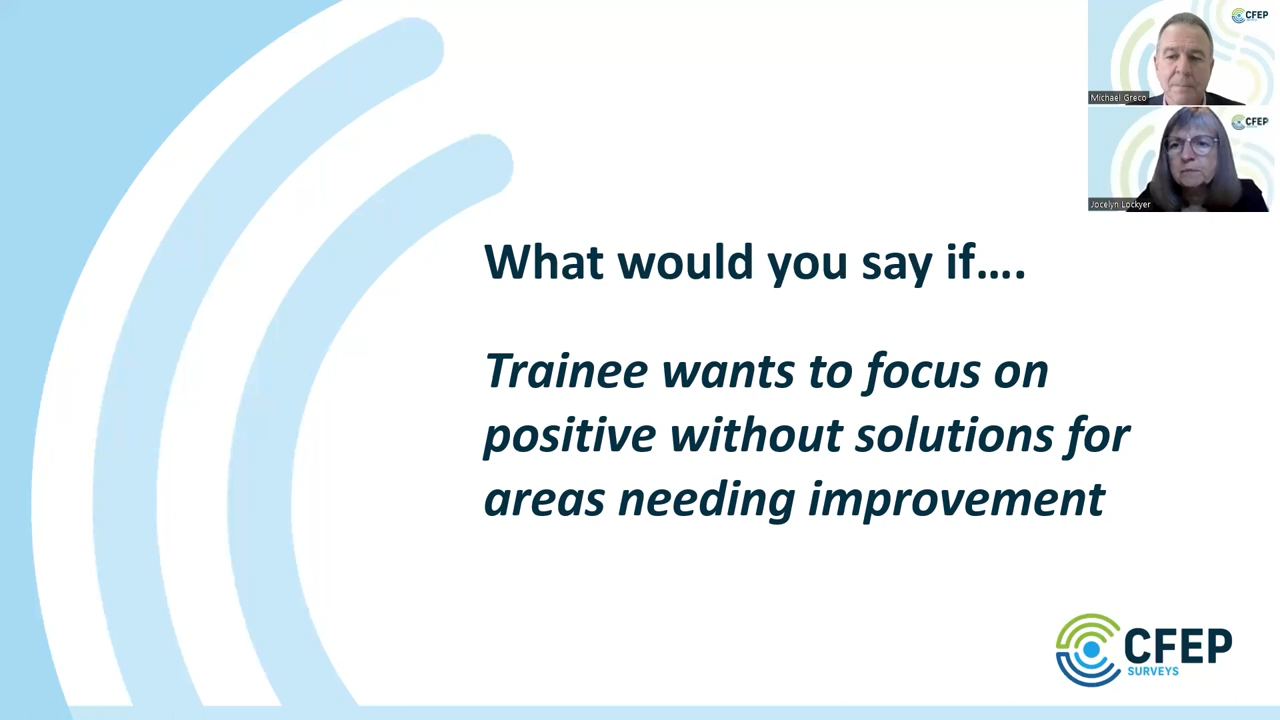 CFEP
SURVEYS
Michael Greco
CFEP
Jocelyn Lockyer
What would you say if....
Trainee wants to focus on
positive without solutions for
areas needing improvement
CFEP
SURVEYS